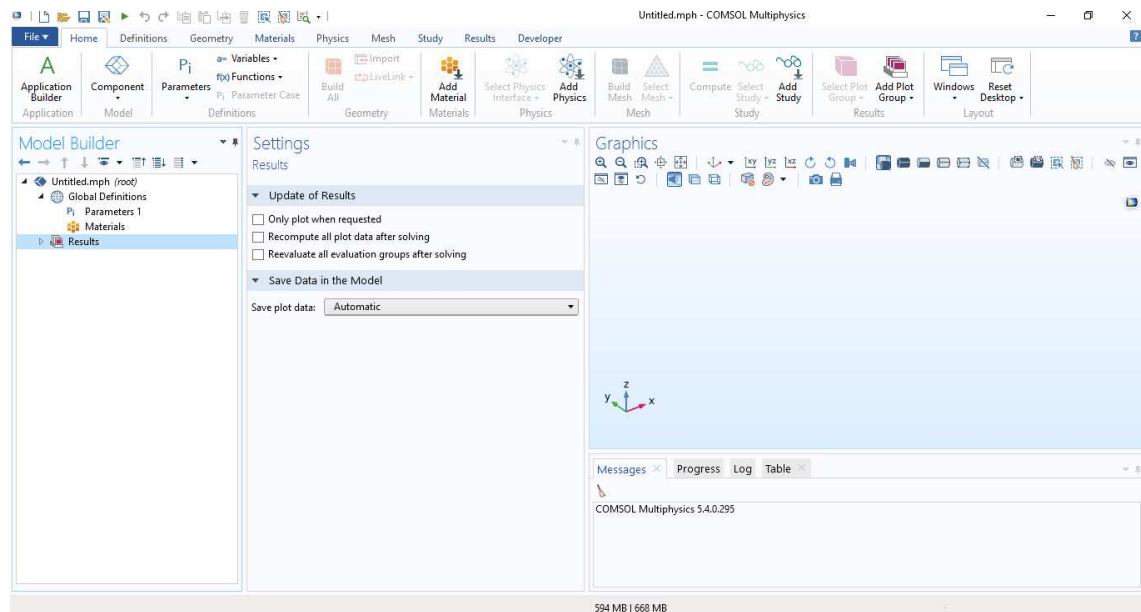 Untitled.mph - COMSOL Multiphysics
File Home Definitions Geometry Materials Physics Mesh Study Results Developer
A
Application Builder
Application
Component
Model
Pi
Parameters
a= Variables
f(x) Functions
Pi Parameter Case
Definitions
Build All
Import
LiveLink
Geometry
Add Material
Materials
Select Physics Interface
Add Physics
Physics
Build Mesh
Select Mesh
Mesh
Compute
Select Study
Add Study
Study
Select Plot Group
Add Plot Group
Results
Windows
Reset Desktop
Layout
Model Builder
Untitled.mph (root)
Global Definitions
Pi Parameters 1
Materials
Results
Settings
Results
Update of Results
Only plot when requested
Recompute all plot data after solving
Reevaluate all evaluation groups after solving
Save Data in the Model
Save plot data: Automatic
Graphics
xy yz xz
z
y x
Messages Progress Log Table
COMSOL Multiphysics 5.4.0.295
594 MB | 668 MB